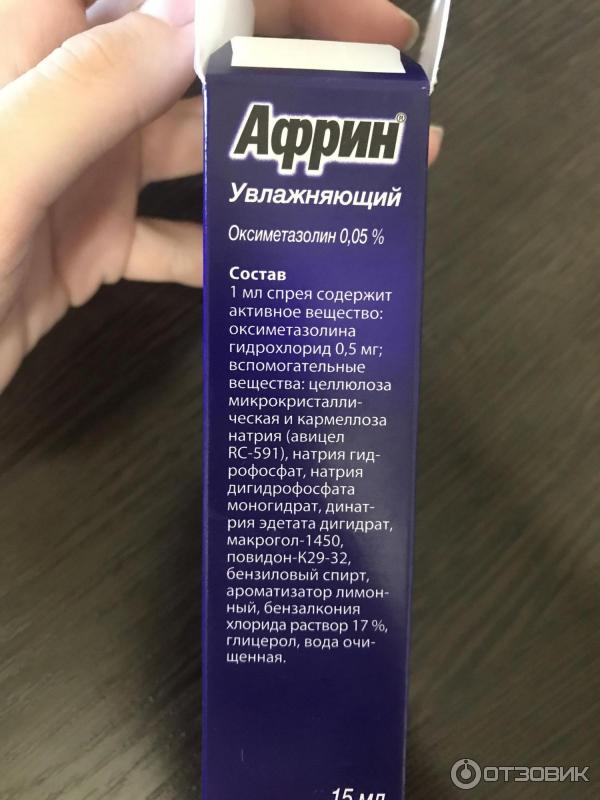 Африн®
Увлажняющий
Оксиметазолин 0,05 %
Состав
1 мл спрея содержит
активное вещество:
оксиметазолина
гидрохлорид 0,5 мг;
вспомогательные
вещества: целлюлоза
микрокристалли-
ческая и кармеллоза
натрия (авицел
RC-591), натрия гид-
рофосфат, натрия
дигидрофосфата
моногидрат, динат-
рия эдетата дигидрат,
макрогол-1450,
повидон-К29-32,
бензиловый спирт,
ароматизатор лимон-
ный, бензалкония
хлорида раствор 17 %,
глицерол, вода очи-
щенная.
15 мл
ОТЗОВИК